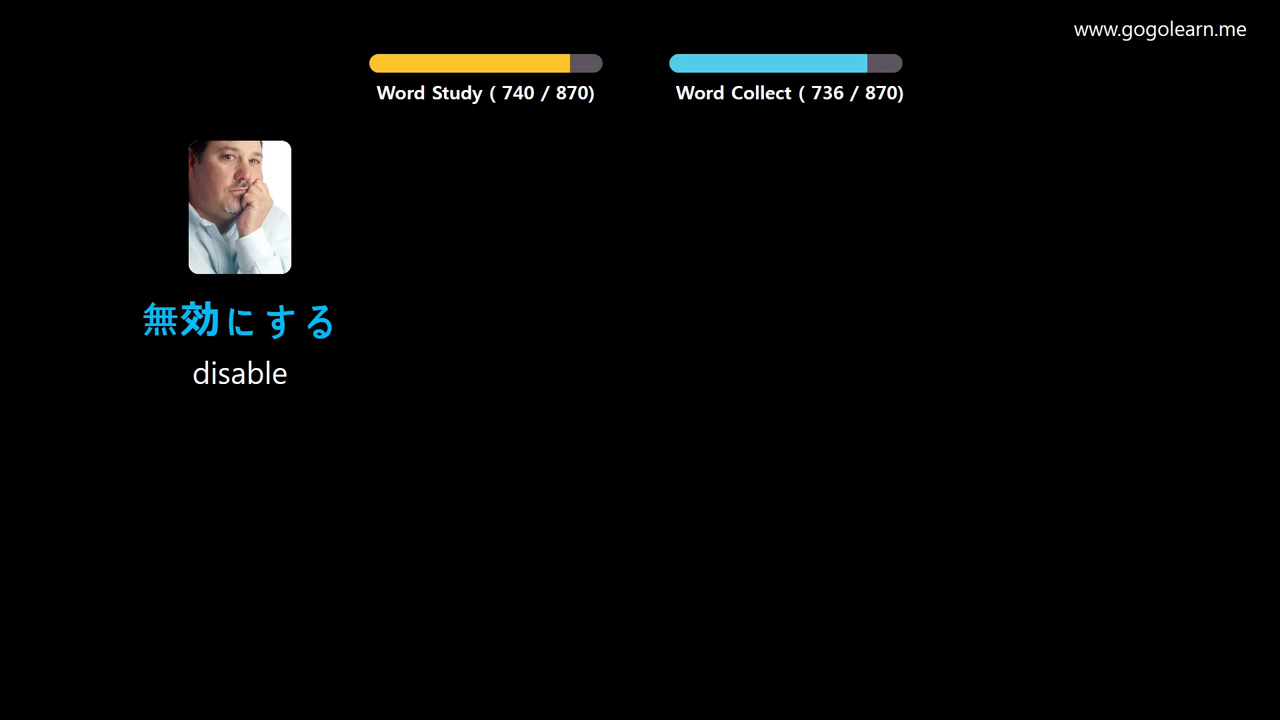 www.gogolearn.me
Word Study ( 740 / 870)
Word Collect ( 736 / 870)
無効にする
disable